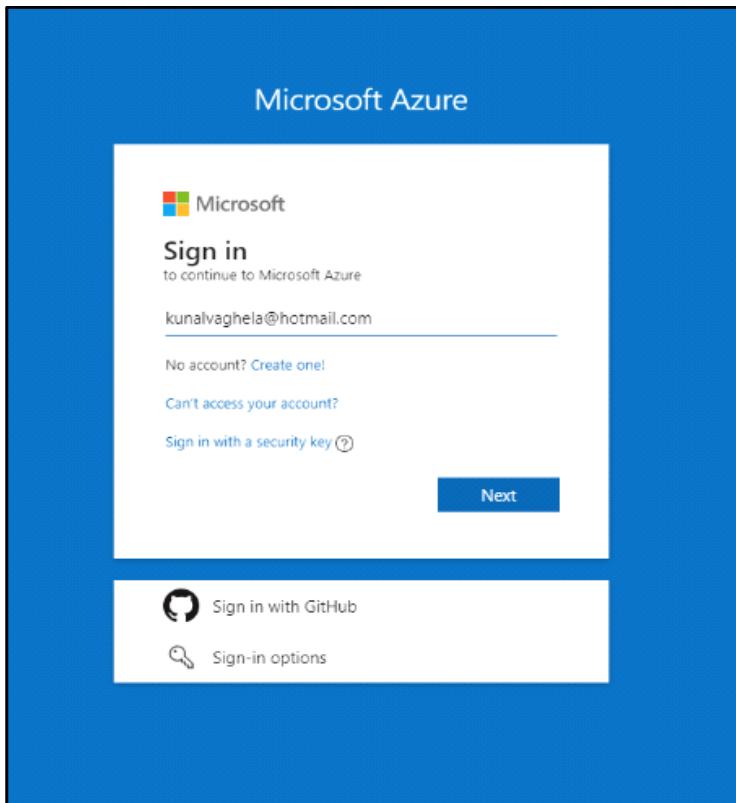 Microsoft Azure
Microsoft
Sign in
to continue to Microsoft Azure
kunalvaghela@hotmail.com
No account? Create one!
Can't access your account?
Sign in with a security key ?
Next
Sign in with GitHub
Sign-in options